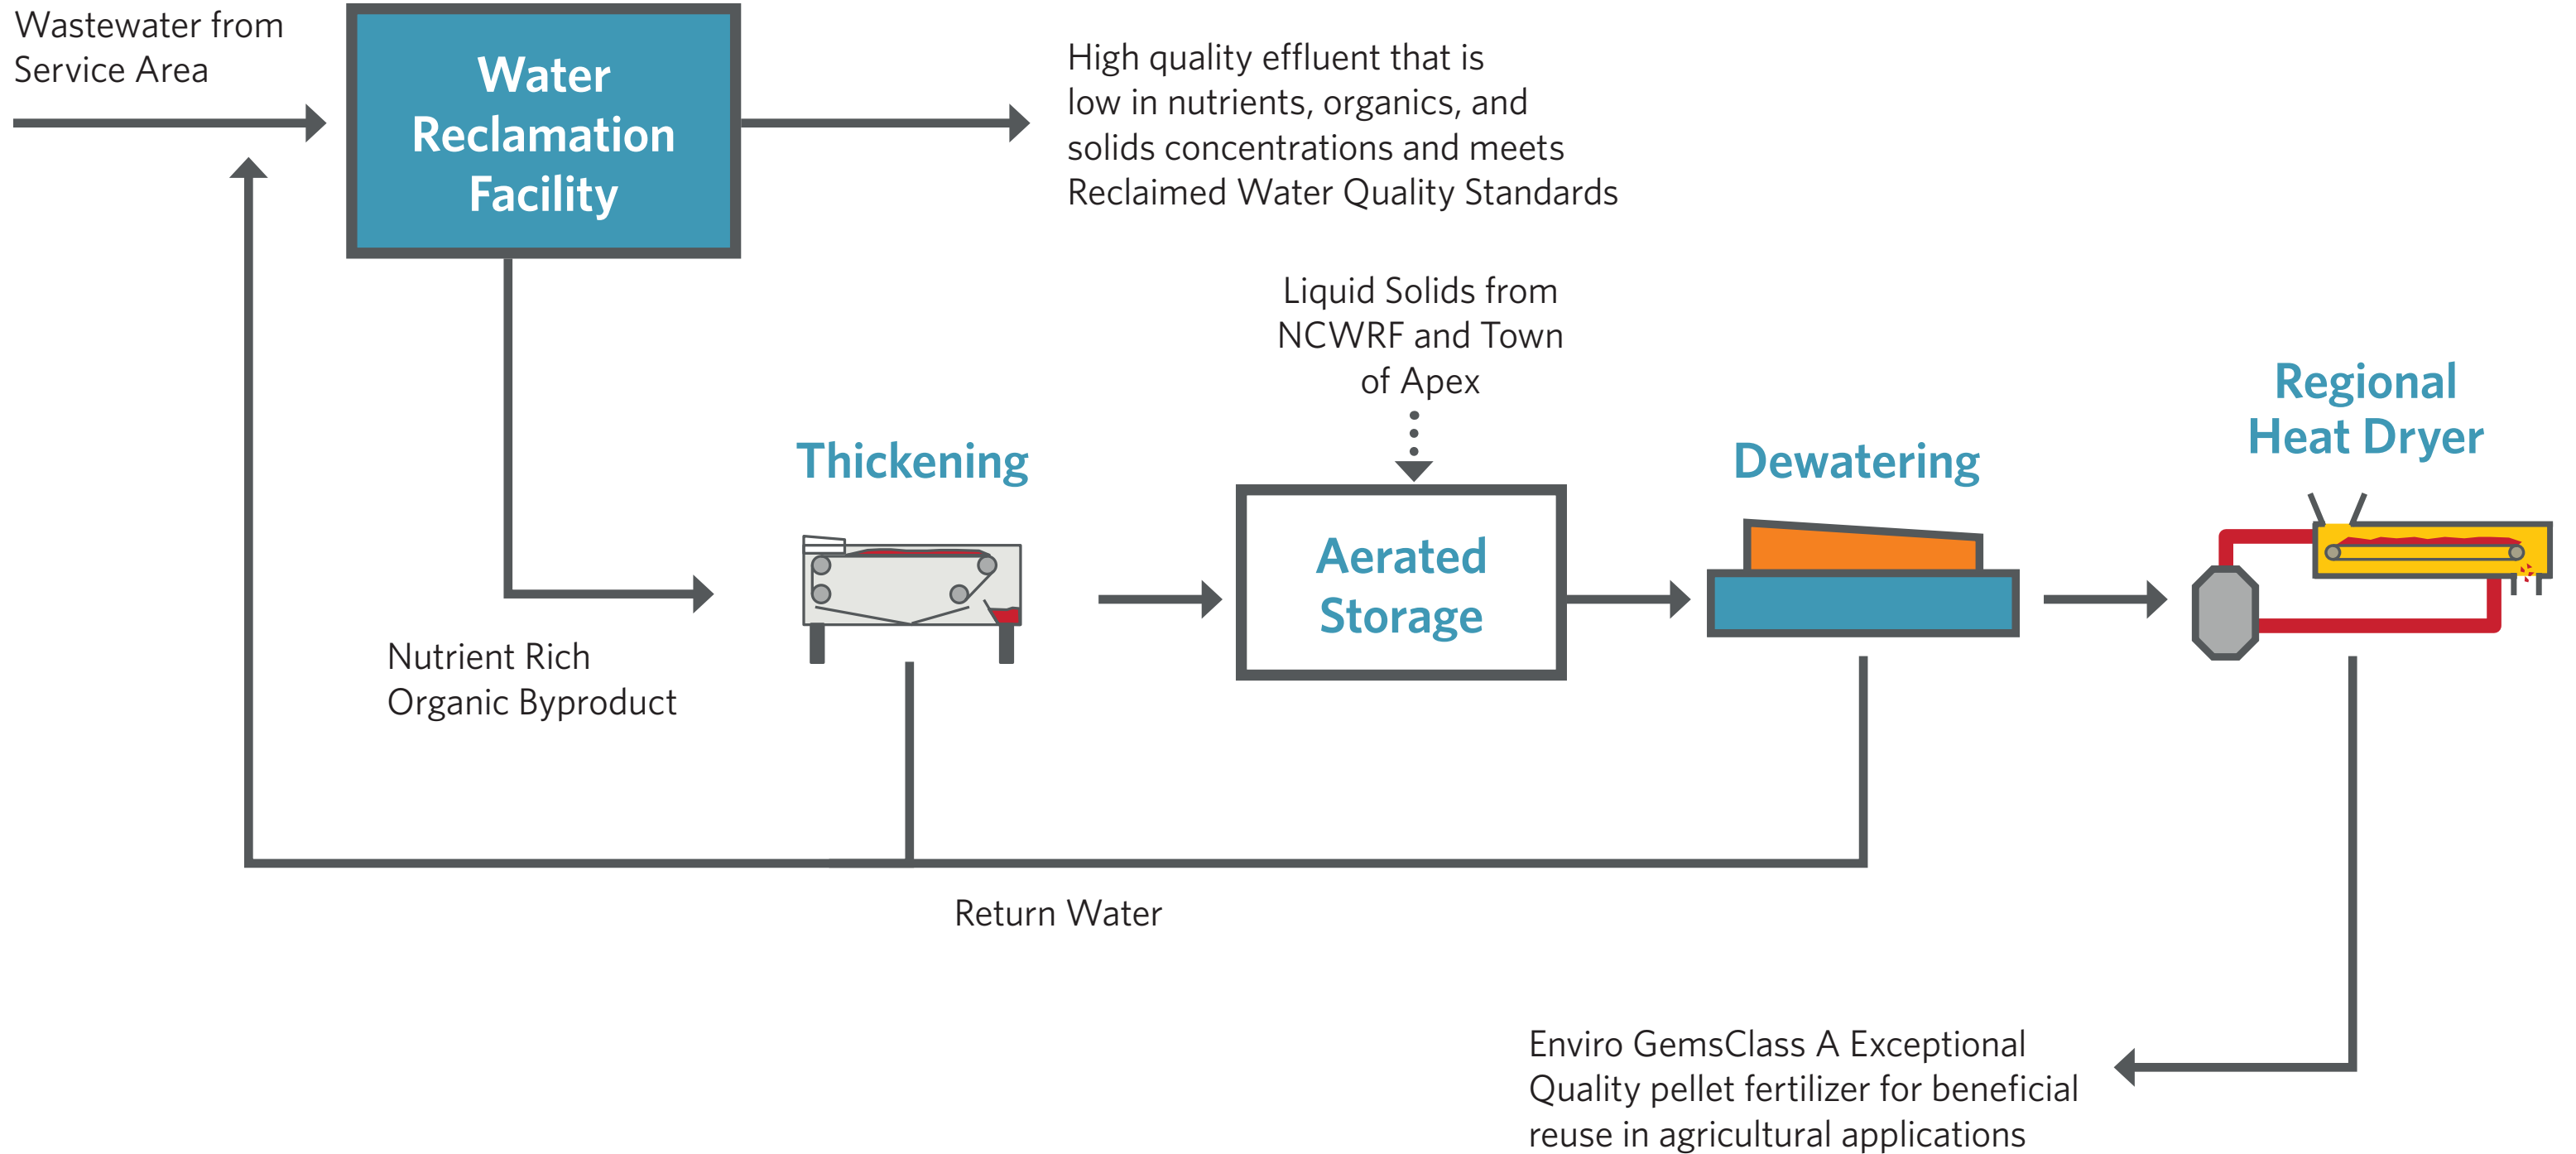 Wastewater from
Service Area
Water
Reclamation
Facility
High quality effluent that is
low in nutrients, organics, and
solids concentrations and meets
Reclaimed Water Quality Standards
Liquid Solids from
NCWRF and Town
of Apex
Thickening
Aerated
Storage
Dewatering
Regional
Heat Dryer
Nutrient Rich
Organic Byproduct
Return Water
Enviro GemsClass A Exceptional
Quality pellet fertilizer for beneficial
reuse in agricultural applications